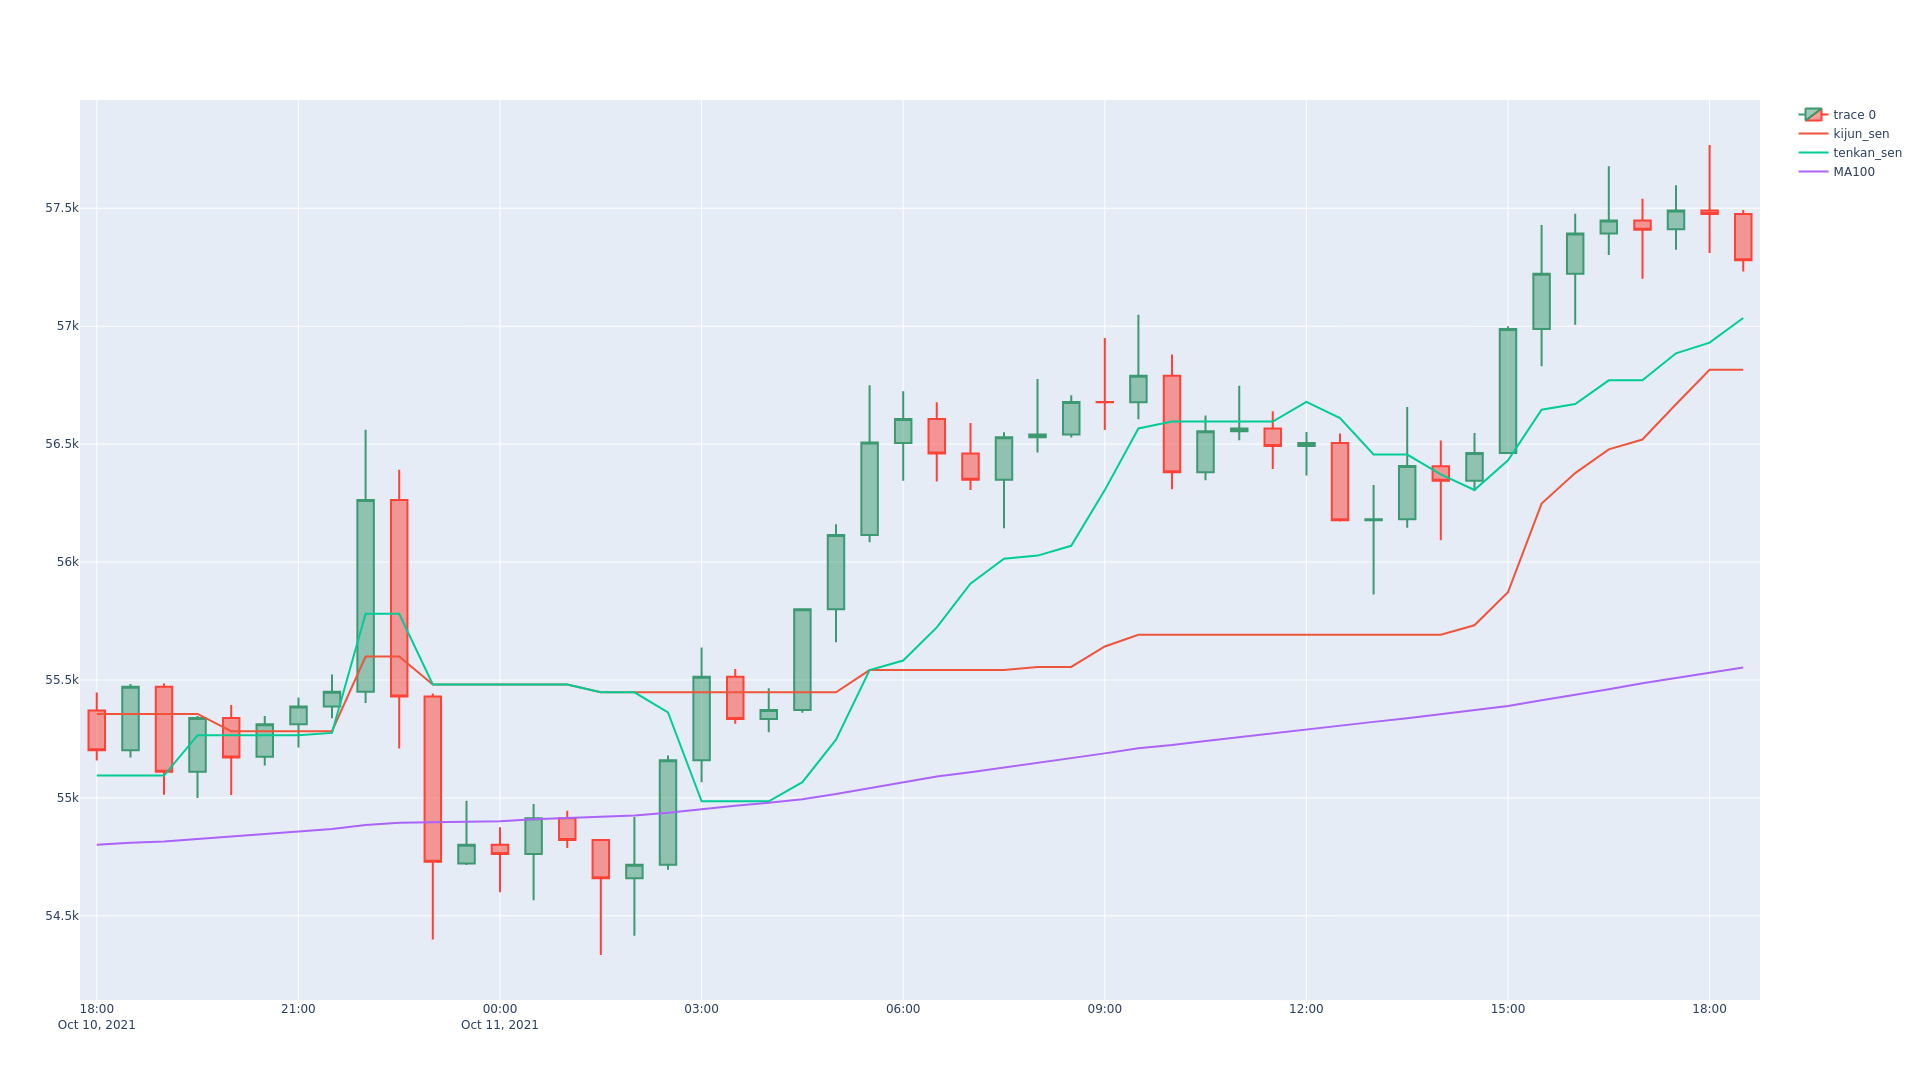 trace 0
kijun_sen
tenkan_sen
MA100
57.5k
57k
56.5k
56k
55.5k
55k
54.5k
18:00 21:00 00:00 03:00 06:00 09:00 12:00 15:00 18:00
Oct 10, 2021 Oct 11, 2021